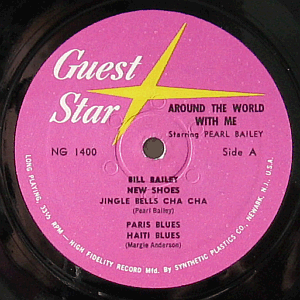 Guest
Star
AROUND THE WORLD
WITH ME
Starring PEARL BAILEY
NG 1400
Side A
BILL BAILEY
NEW SHOES
JINGLE BELLS CHA CHA
(Pearl Bailey)
PARIS BLUES
HAITI BLUES
(Margie Anderson)
LONG PLAYING, 33⅓ RPM — HIGH FIDELITY RECORD Mfd. By SYNTHETIC PLASTICS CO., NEWARK, N.J. U.S.A.